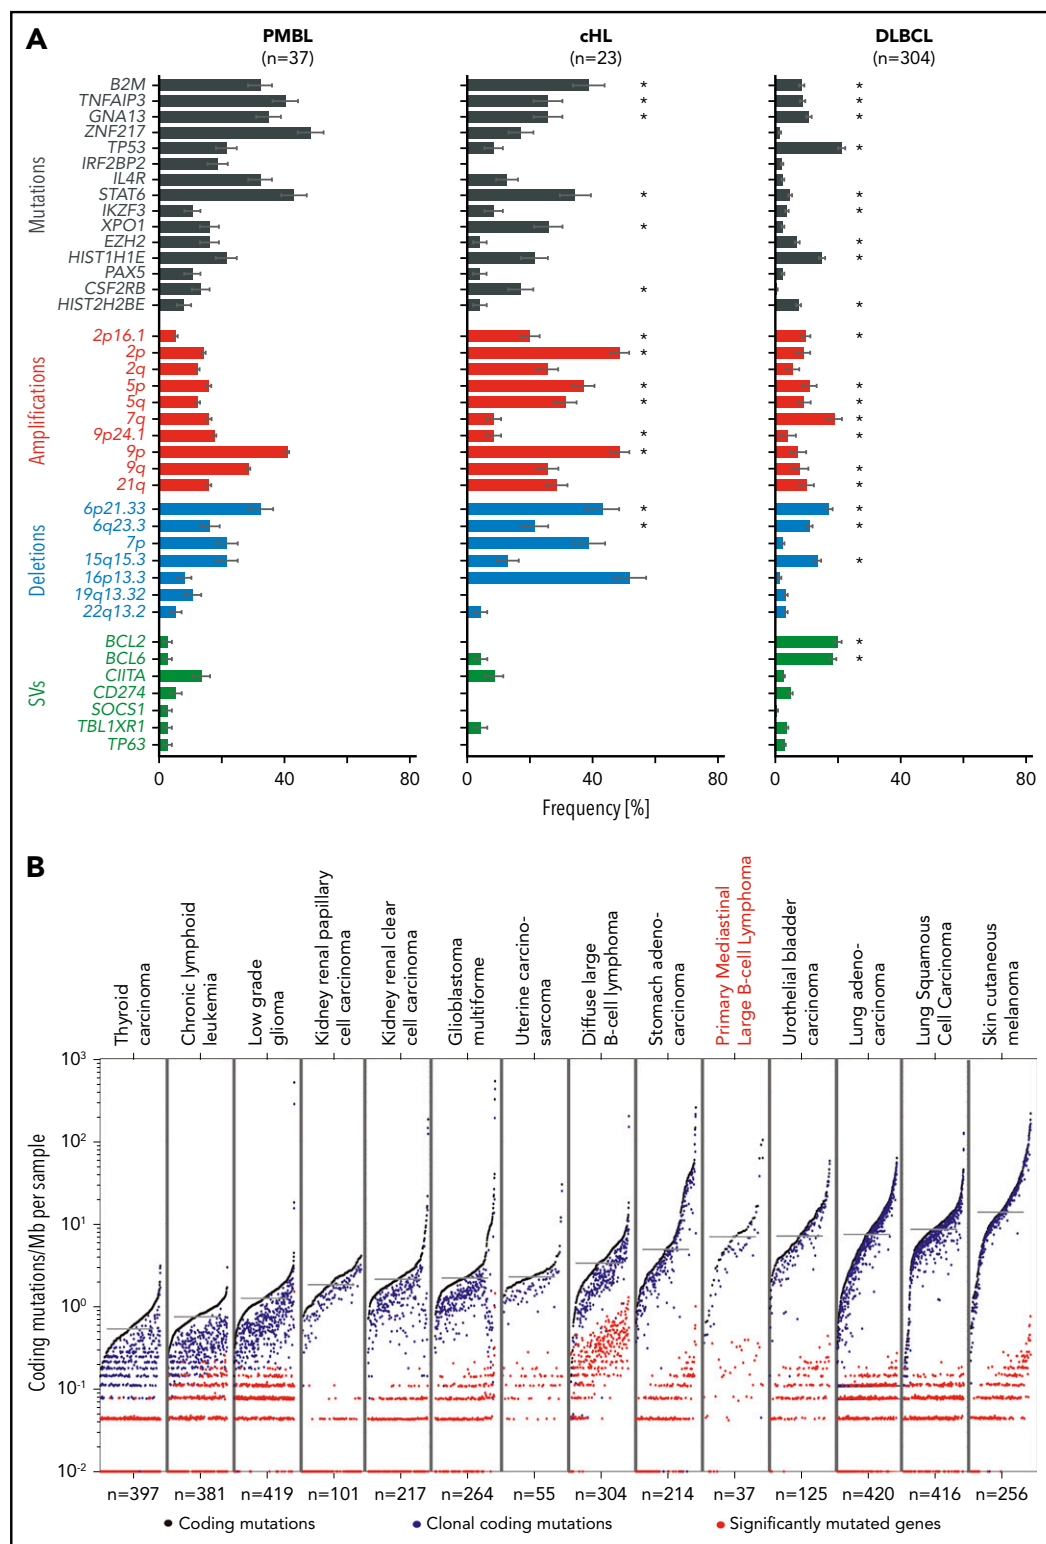 A
PMBL
(n=37)
cHL
(n=23)
DLBCL
(n=304)
Mutations
B2M * *
TNFAIP3 * *
GNA13 * *
ZNF217
TP53 *
IRF2BP2
IL4R
STAT6 * *
IKZF3 *
XPO1 *
EZH2 *
HIST1H1E *
PAX5
CSF2RB *
HIST2H2BE *
Amplifications
2p16.1 * *
2p *
2q
5p * *
5q * *
7q *
9p24.1 * *
9p *
9q *
21q *
Deletions
6p21.33 * *
6q23.3 * *
7p
15q15.3 *
16p13.3
19q13.32
22q13.2
SVs
BCL2 *
BCL6 *
CIITA
CD274
SOCS1
TBL1XR1
TP63
0 40 80 0 40 80 0 40 80
Frequency [%]
B
Thyroid
carcinoma
Chronic lymphoid
leukemia
Low grade
glioma
Kidney renal papillary
cell carcinoma
Kidney renal clear
cell carcinoma
Glioblastoma
multiforme
Uterine carcino-
sarcoma
Diffuse large
B-cell lymphoma
Stomach adeno-
carcinoma
Primary Mediastinal
Large B-cell Lymphoma
Urothelial bladder
carcinoma
Lung adeno-
carcinoma
Lung Squamous
Cell Carcinoma
Skin cutaneous
melanoma
Coding mutations/Mb per sample
10³
10²
10¹
10⁰
10⁻¹
10⁻²
n=397 n=381 n=419 n=101 n=217 n=264 n=55 n=304 n=214 n=37 n=125 n=420 n=416 n=256
Coding mutations Clonal coding mutations Significantly mutated genes